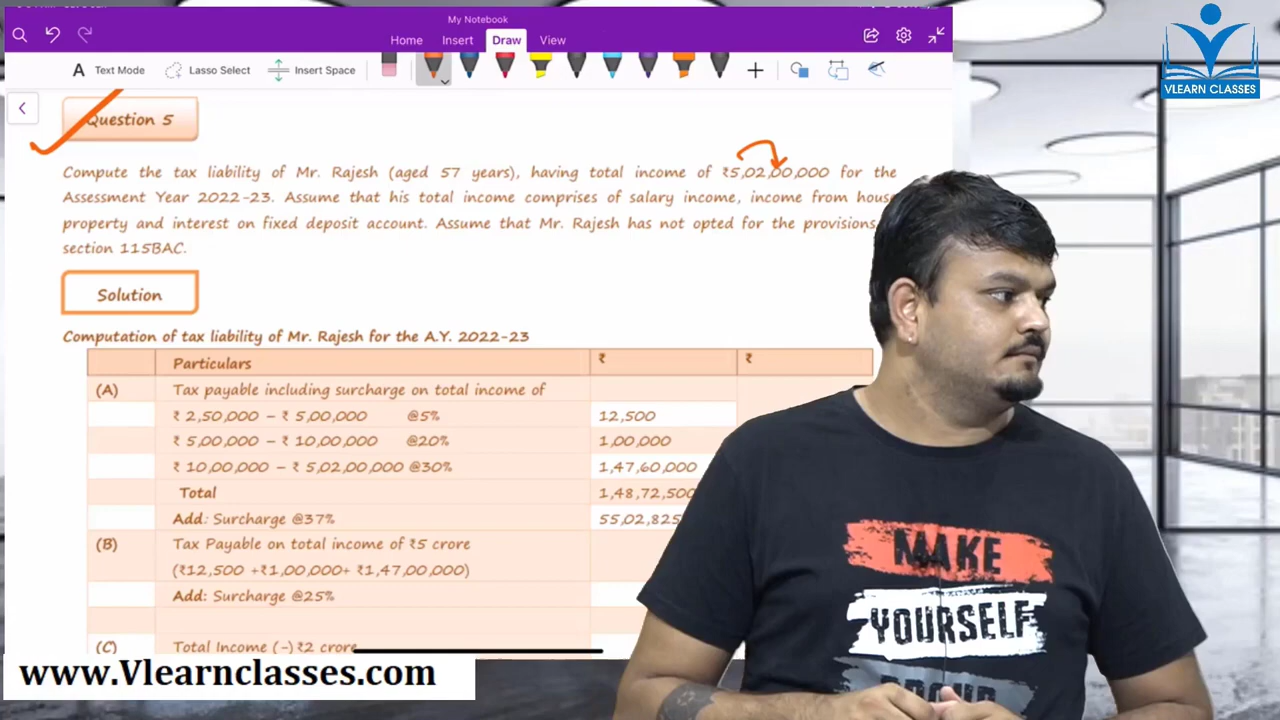 My Notebook
Home Insert Draw View
VLEARN CLASSES
A Text Mode Lasso Select Insert Space
Question 5
Compute the tax liability of Mr. Rajesh (aged 57 years), having total income of ₹5,02,00,000 for the
Assessment Year 2022-23. Assume that his total income comprises of salary income, income from house
property and interest on fixed deposit account. Assume that Mr. Rajesh has not opted for the provisions
section 115BAC.
Solution
Computation of tax liability of Mr. Rajesh for the A.Y. 2022-23
Particulars ₹ ₹
(A) Tax payable including surcharge on total income of
₹ 2,50,000 – ₹ 5,00,000 @5% 12,500
₹ 5,00,000 – ₹ 10,00,000 @20% 1,00,000
₹ 10,00,000 – ₹ 5,02,00,000 @30% 1,47,60,000
Total 1,48,72,500
Add: Surcharge @37% 55,02,825
(B) Tax Payable on total income of ₹5 crore
(₹12,500 +₹1,00,000+ ₹1,47,00,000)
Add: Surcharge @25%
(C) Total Income (-) ₹2 crore
www.Vlearnclasses.com
MAKE
YOURSELF
PROUD